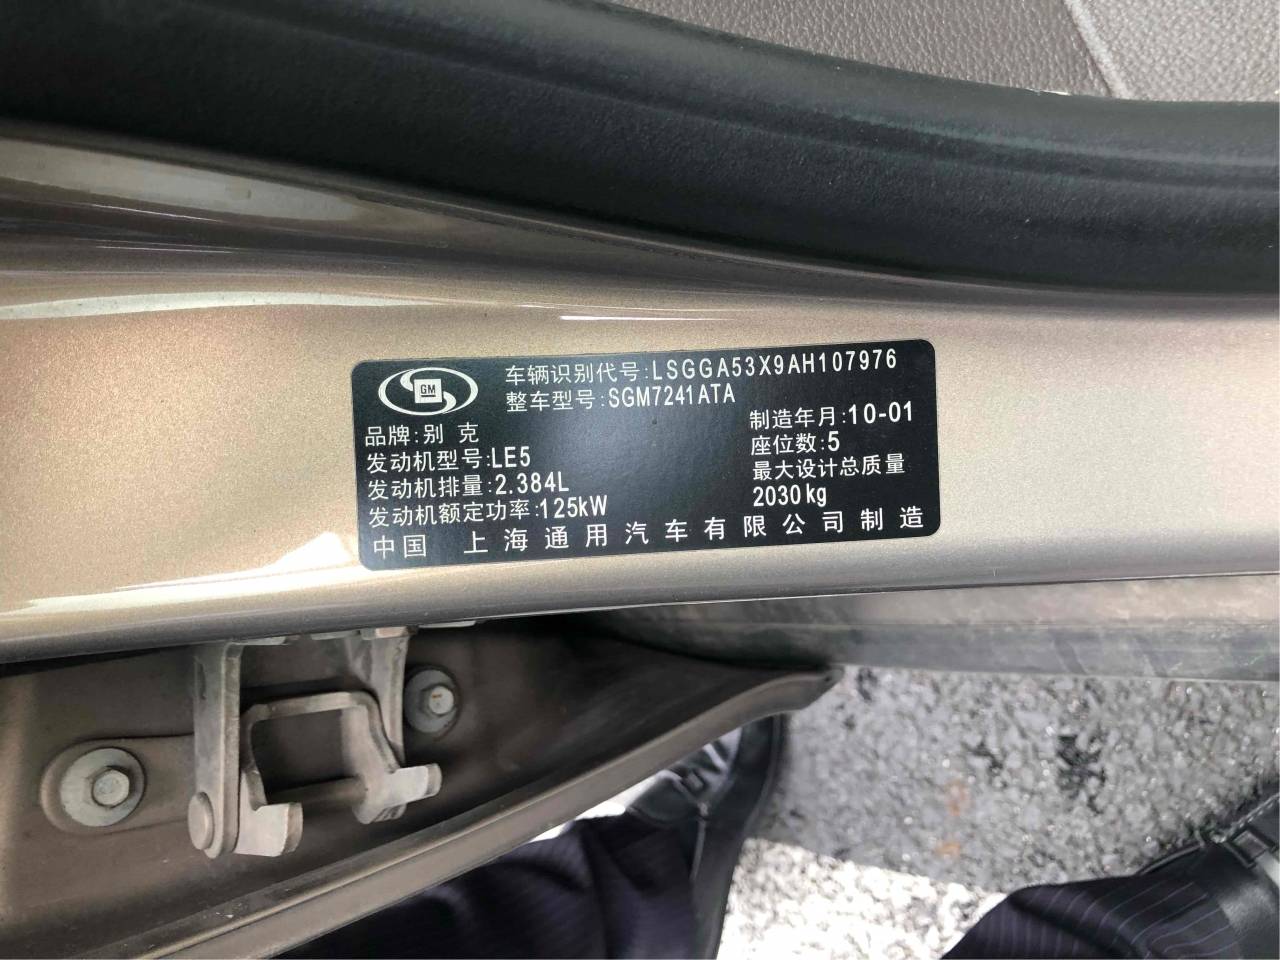 GM
车辆识别代号:LSGGA53X9AH107976
整车型号:SGM7241ATA
品牌:别 克
制造年月:10-01
发动机型号:LE5
座位数:5
发动机排量:2.384L
最大设计总质量
2030kg
发动机额定功率:125kW
中国 上海通用汽车有限公司制造